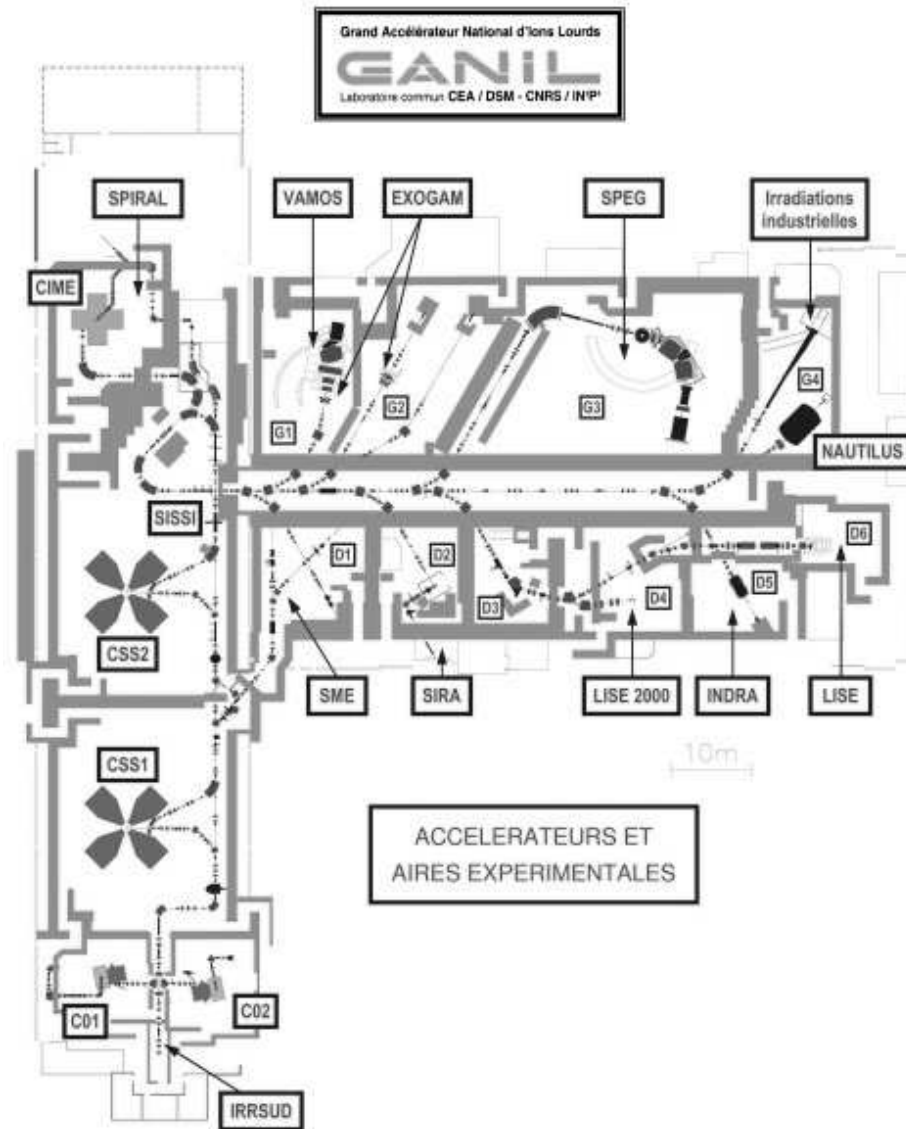 Grand Accélérateur National d'Ions Lourds
GANIL
Laboratoire commun CEA / DSM - CNRS / IN²P³
SPIRAL
VAMOS
EXOGAM
SPEG
Irradiations
industrielles
CIME
G1
G2
G3
G4
NAUTILUS
SISSI
D1
D2
D3
D4
D5
D6
CSS2
SME
SIRA
LISE 2000
INDRA
LISE
CSS1
10m
ACCELERATEURS ET
AIRES EXPERIMENTALES
C01
C02
IRRSUD